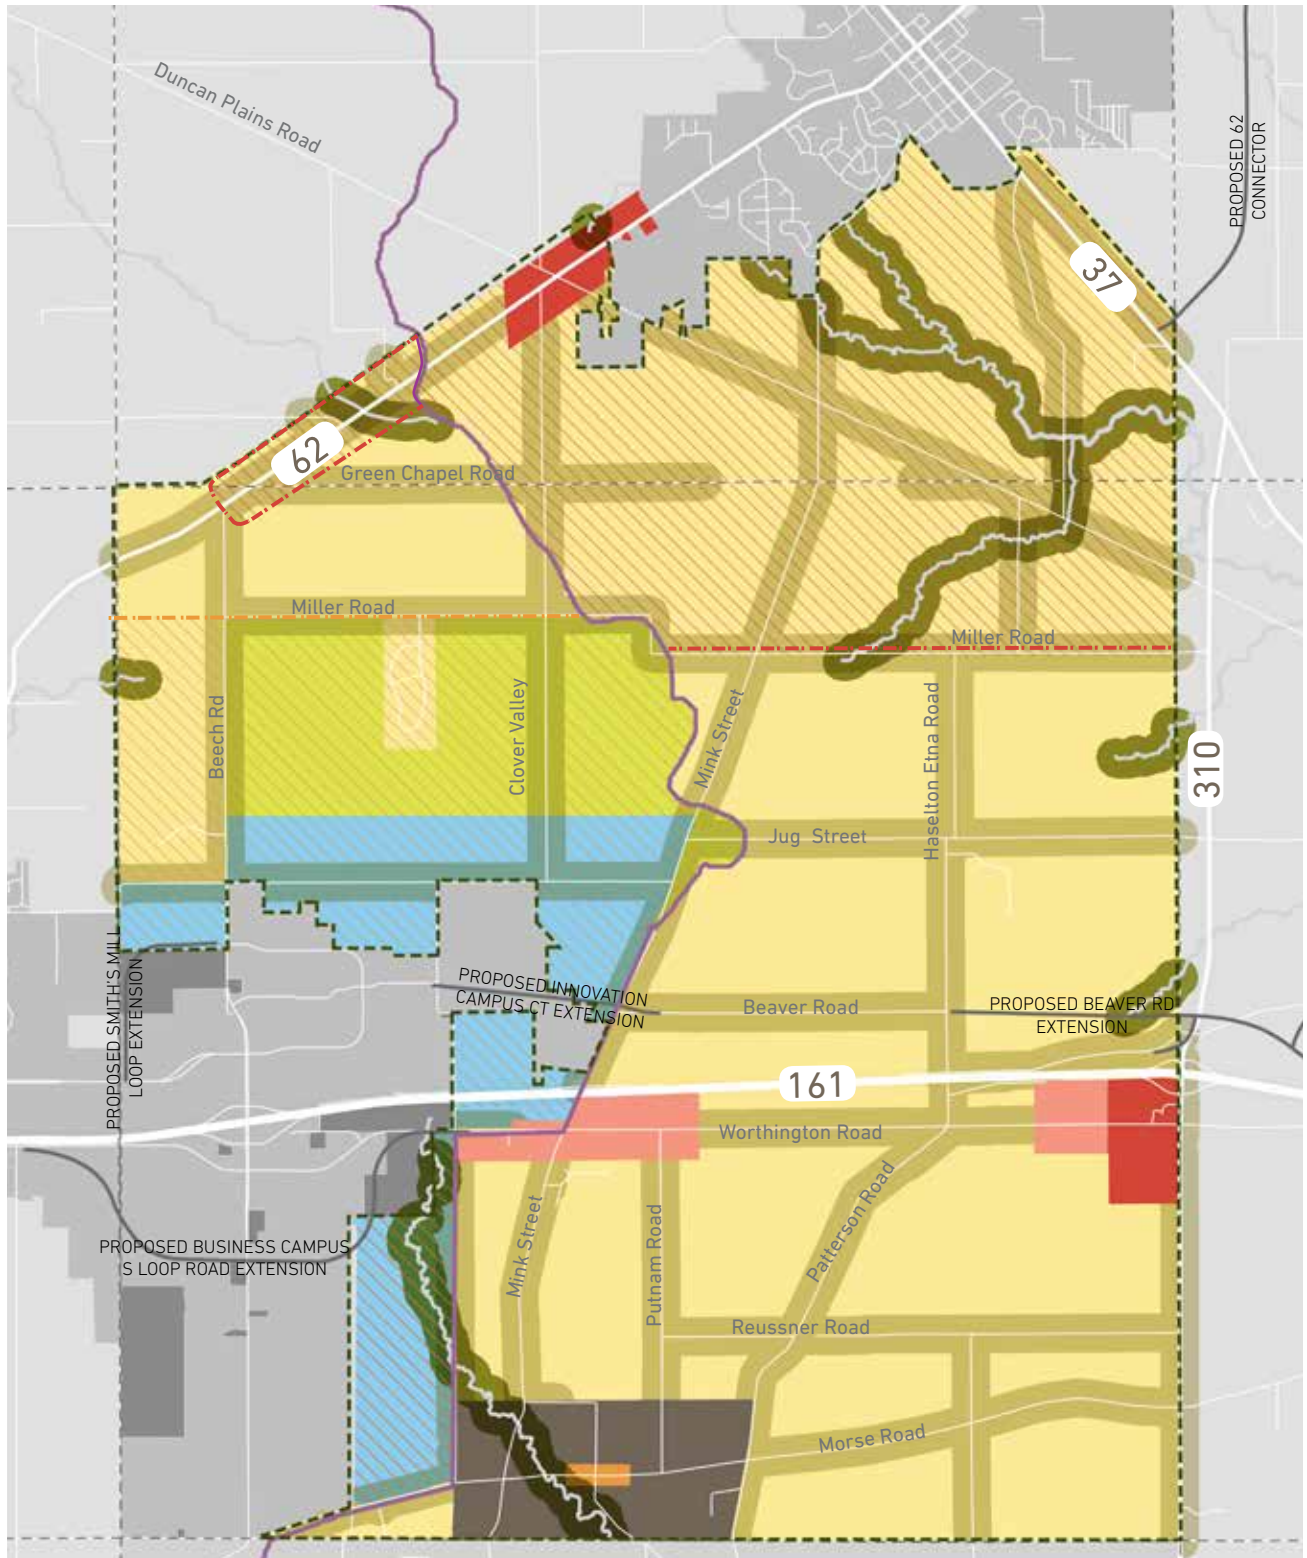 Duncan Plains Road
PROPOSED 62
CONNECTOR
37
62
Green Chapel Road
Miller Road
Miller Road
Beech Rd
Clover Valley
Mink Street
Haselton Etna Road
310
Jug Street
PROPOSED SMITH'S MILL
LOOP EXTENSION
PROPOSED INNOVATION
CAMPUS CT EXTENSION
Beaver Road
PROPOSED BEAVER RD
EXTENSION
161
Worthington Road
PROPOSED BUSINESS CAMPUS
S LOOP ROAD EXTENSION
Mink Street
Putnam Road
Patterson Road
Reussner Road
Morse Road